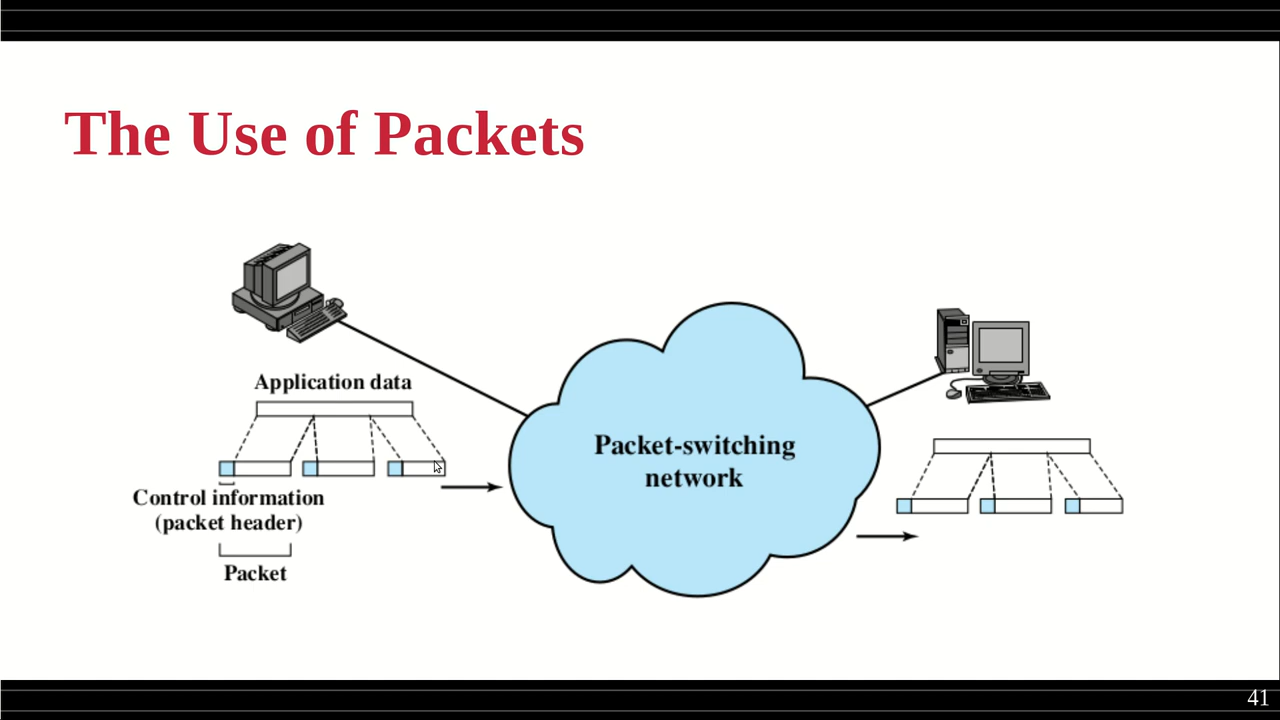 The Use of Packets
Application data
Control information
(packet header)
Packet
Packet-switching
network
41